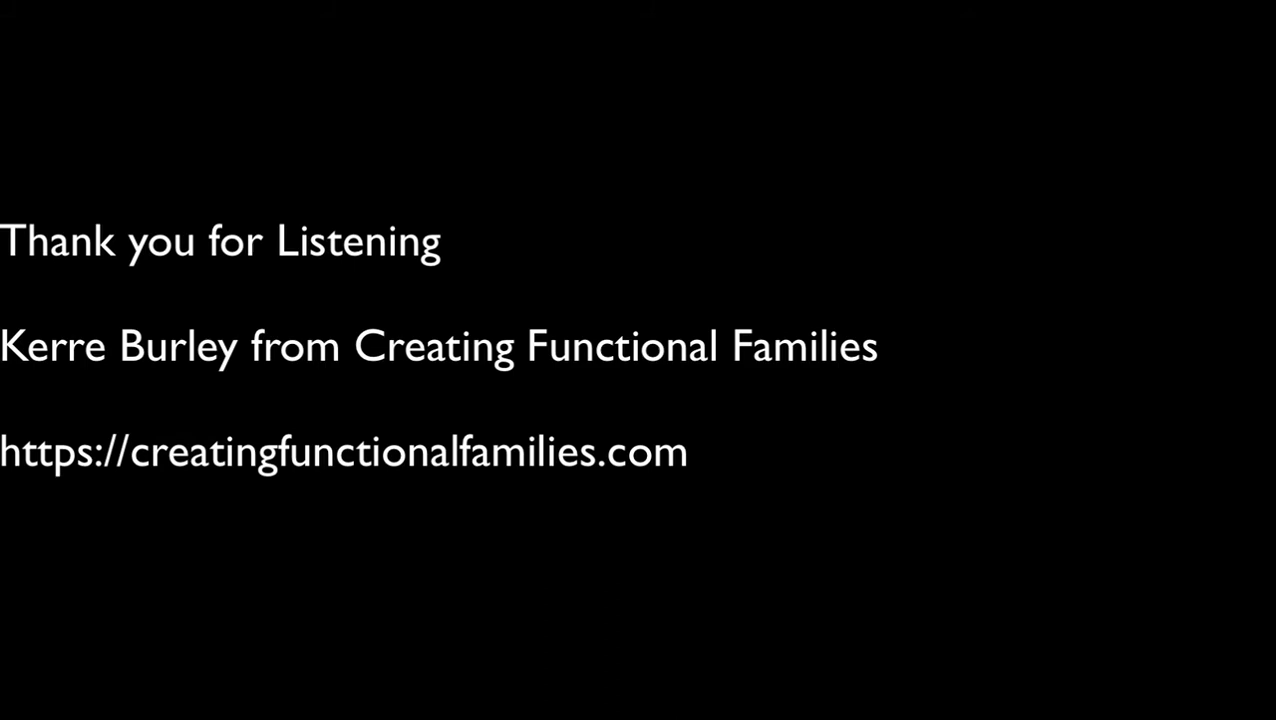 Thank you for Listening
Kerre Burley from Creating Functional Families
https://creatingfunctionalfamilies.com